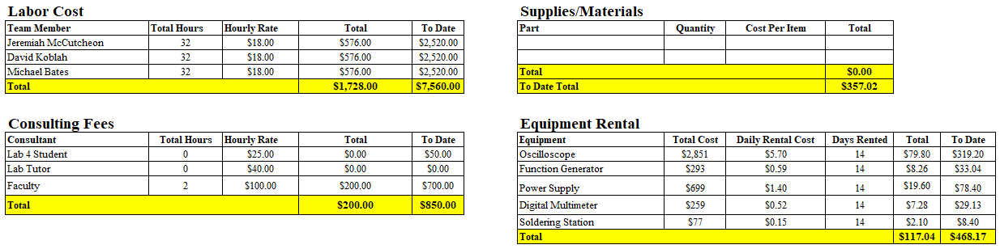 Labor Cost
Team Member Total Hours Hourly Rate Total To Date
Jeremiah McCutcheon 32 $18.00 $576.00 $2,520.00
David Koblah 32 $18.00 $576.00 $2,520.00
Michael Bates 32 $18.00 $576.00 $2,520.00
Total $1,728.00 $7,560.00
Supplies/Materials
Part Quantity Cost Per Item Total
Total $0.00
To Date Total $357.02
Consulting Fees
Consultant Total Hours Hourly Rate Total To Date
Lab 4 Student 0 $25.00 $0.00 $50.00
Lab Tutor 0 $40.00 $0.00 $0.00
Faculty 2 $100.00 $200.00 $700.00
Total $200.00 $850.00
Equipment Rental
Equipment Total Cost Daily Rental Cost Days Rented Total To Date
Oscilloscope $2,851 $5.70 14 $79.80 $319.20
Function Generator $293 $0.59 14 $8.26 $33.04
Power Supply $699 $1.40 14 $19.60 $78.40
Digital Multimeter $259 $0.52 14 $7.28 $29.13
Soldering Station $77 $0.15 14 $2.10 $8.40
Total $117.04 $468.17